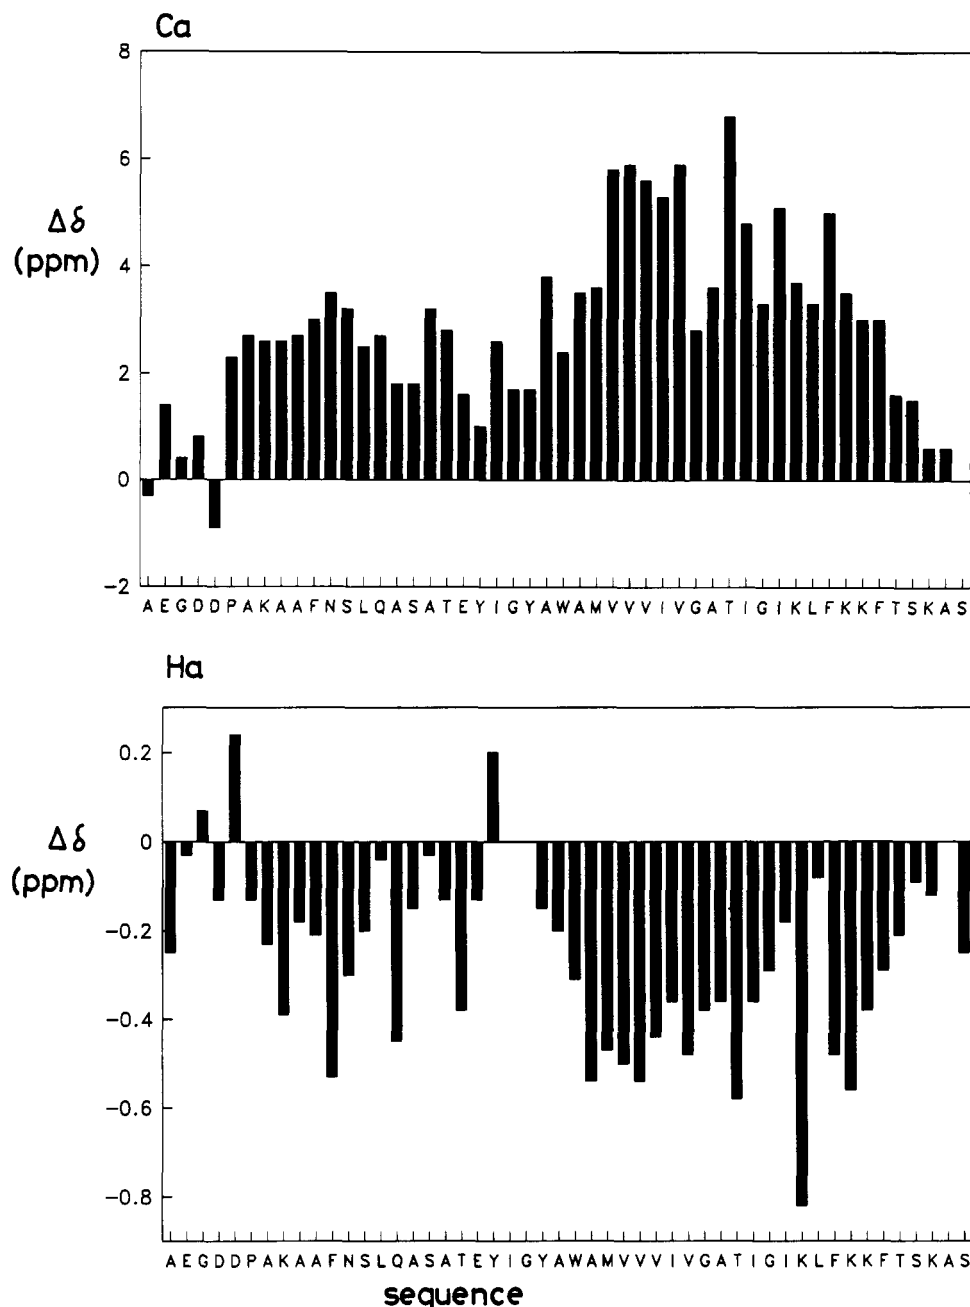 Ca
8
6
Δδ
(ppm)
4
2
0
-2
A E G D D P A K A A F N S L Q A S A T E Y I G Y A W A M V V V I V G A T I G I K L F K K F T S K A S
Ha
0.2
0
Δδ
(ppm)
-0.2
-0.4
-0.6
-0.8
A E G D D P A K A A F N S L Q A S A T E Y I G Y A W A M V V V I V G A T I G I K L F K K F T S K A S
sequence